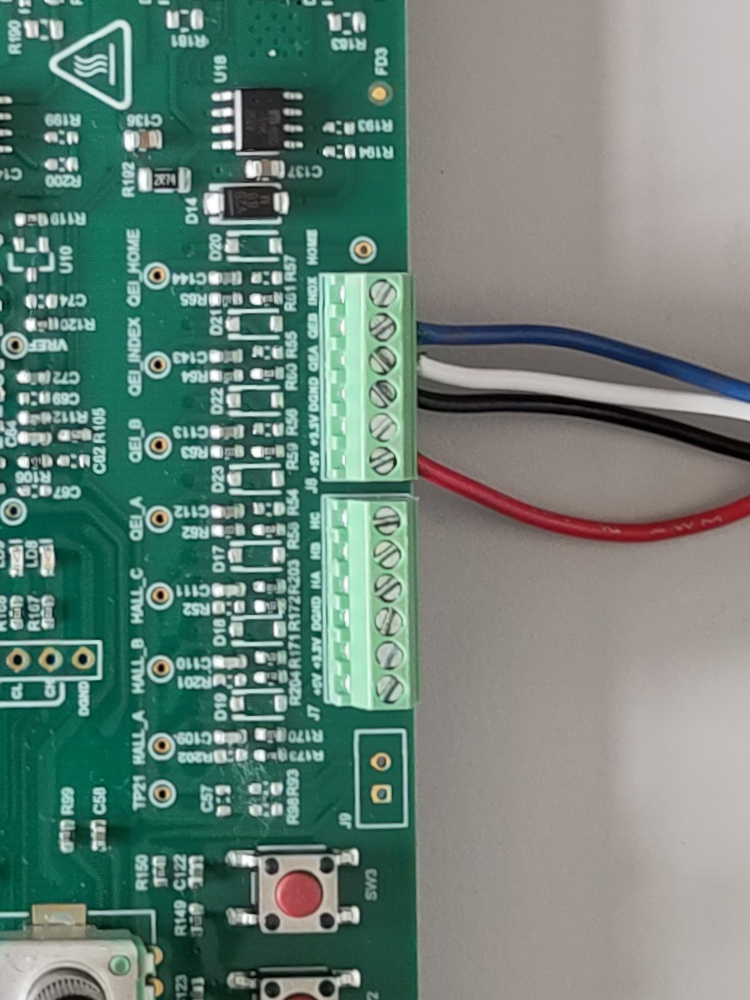 R190
R181
R183
U18
FD3
C136
R199
R193
R194
R192
2R74
C137
R200
D14
R119
U10
QEI_HOME
D20
HOME
R57
C144
R61
R65
INDX
C74
D21
R120
VREF
QEI_INDEX
QEB
R55
C143
R60
R64
QEA
C72
C69
D22
DGND
R112
R105
C62
QEI_B
R56
C113
R59
R63
+3.3V
+5V
R106
C67
D23
J8
QEI_A
R54
C112
R58
R62
HC
LD8
D17
HB
HALL_C
R203
C111
R172
R52
HA
R167
D18
DGND
HALL_B
R171
C110
R204
R201
+3.3V
+5V
DGND
D19
J7
HALL_A
C109
R170
R202
R173
TP21
C57
R93
R98
R99
C58
J9
R150
C122
R149
SW3
AWM